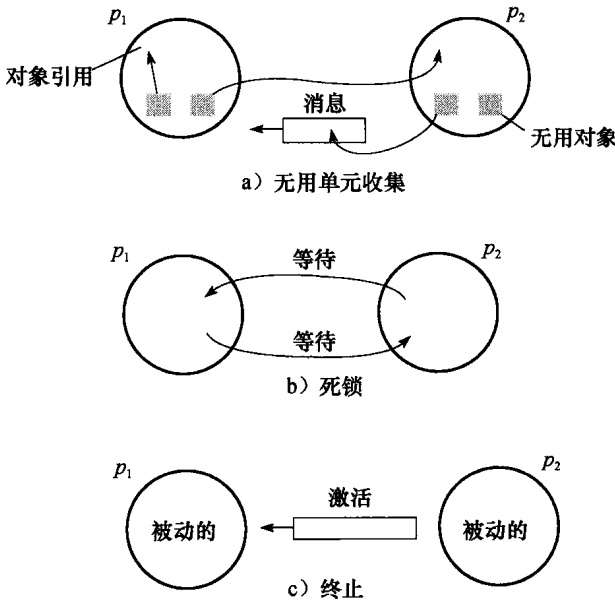 p₁
p₂
对象引用
消息
无用对象
a）无用单元收集
p₁
p₂
等待
等待
b）死锁
p₁
p₂
激活
被动的
被动的
c）终止